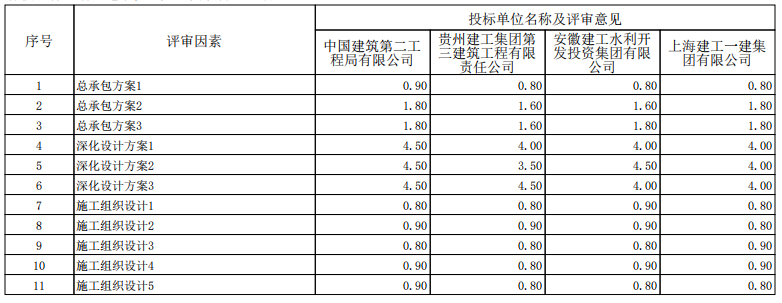 序号 评审因素 投标单位名称及评审意见
中国建筑第二工程局有限公司 贵州建工集团第三建筑工程有限责任公司 安徽建工水利开发投资集团有限公司 上海建工一建集团有限公司
1 总承包方案1 0.90 0.80 0.80 0.80
2 总承包方案2 1.80 1.60 1.60 1.80
3 总承包方案3 1.80 1.60 1.80 1.80
4 深化设计方案1 4.50 4.00 4.00 4.00
5 深化设计方案2 4.50 3.50 4.50 4.00
6 深化设计方案3 4.50 4.50 4.00 4.00
7 施工组织设计1 0.80 0.80 0.90 0.80
8 施工组织设计2 0.90 0.90 0.90 0.90
9 施工组织设计3 0.80 0.80 0.80 0.80
10 施工组织设计4 0.90 0.80 0.90 0.90
11 施工组织设计5 0.90 0.80 0.80 0.80